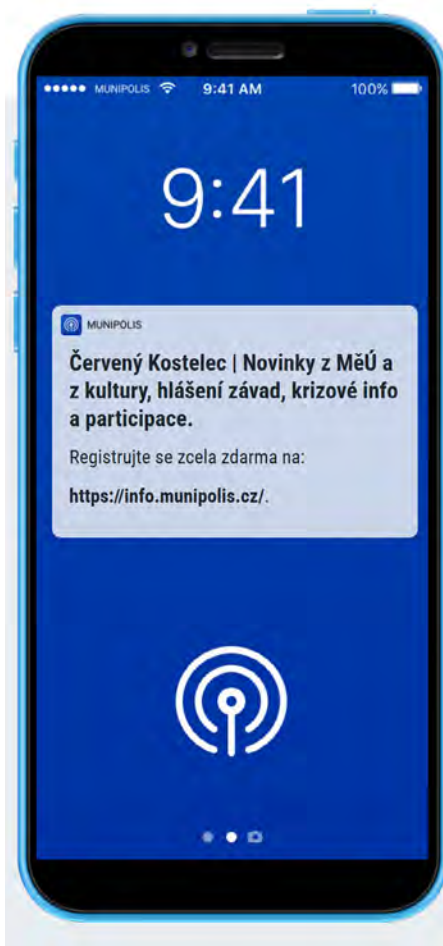 MUNIPOLIS 9:41 AM 100%
9:41
MUNIPOLIS
Červený Kostelec | Novinky z MěÚ a
z kultury, hlášení závad, krizové info
a participace.
Registrujte se zcela zdarma na:
https://info.munipolis.cz/.